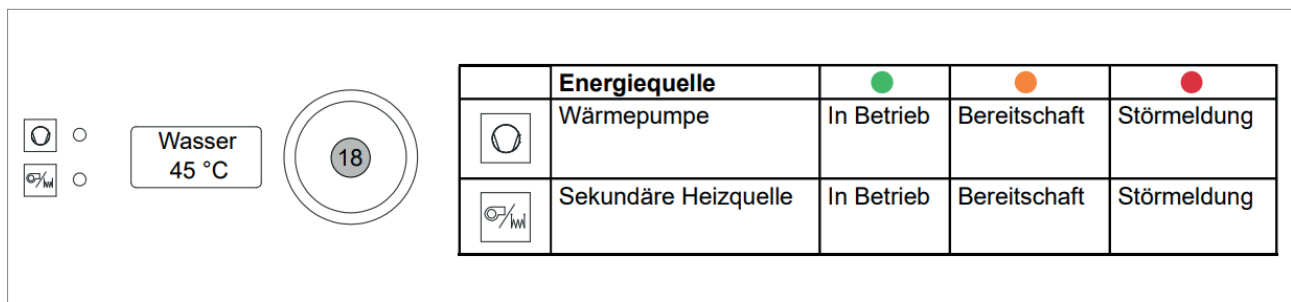 Wasser
45 °C
18
Energiequelle
Wärmepumpe In Betrieb Bereitschaft Störmeldung
Sekundäre Heizquelle In Betrieb Bereitschaft Störmeldung